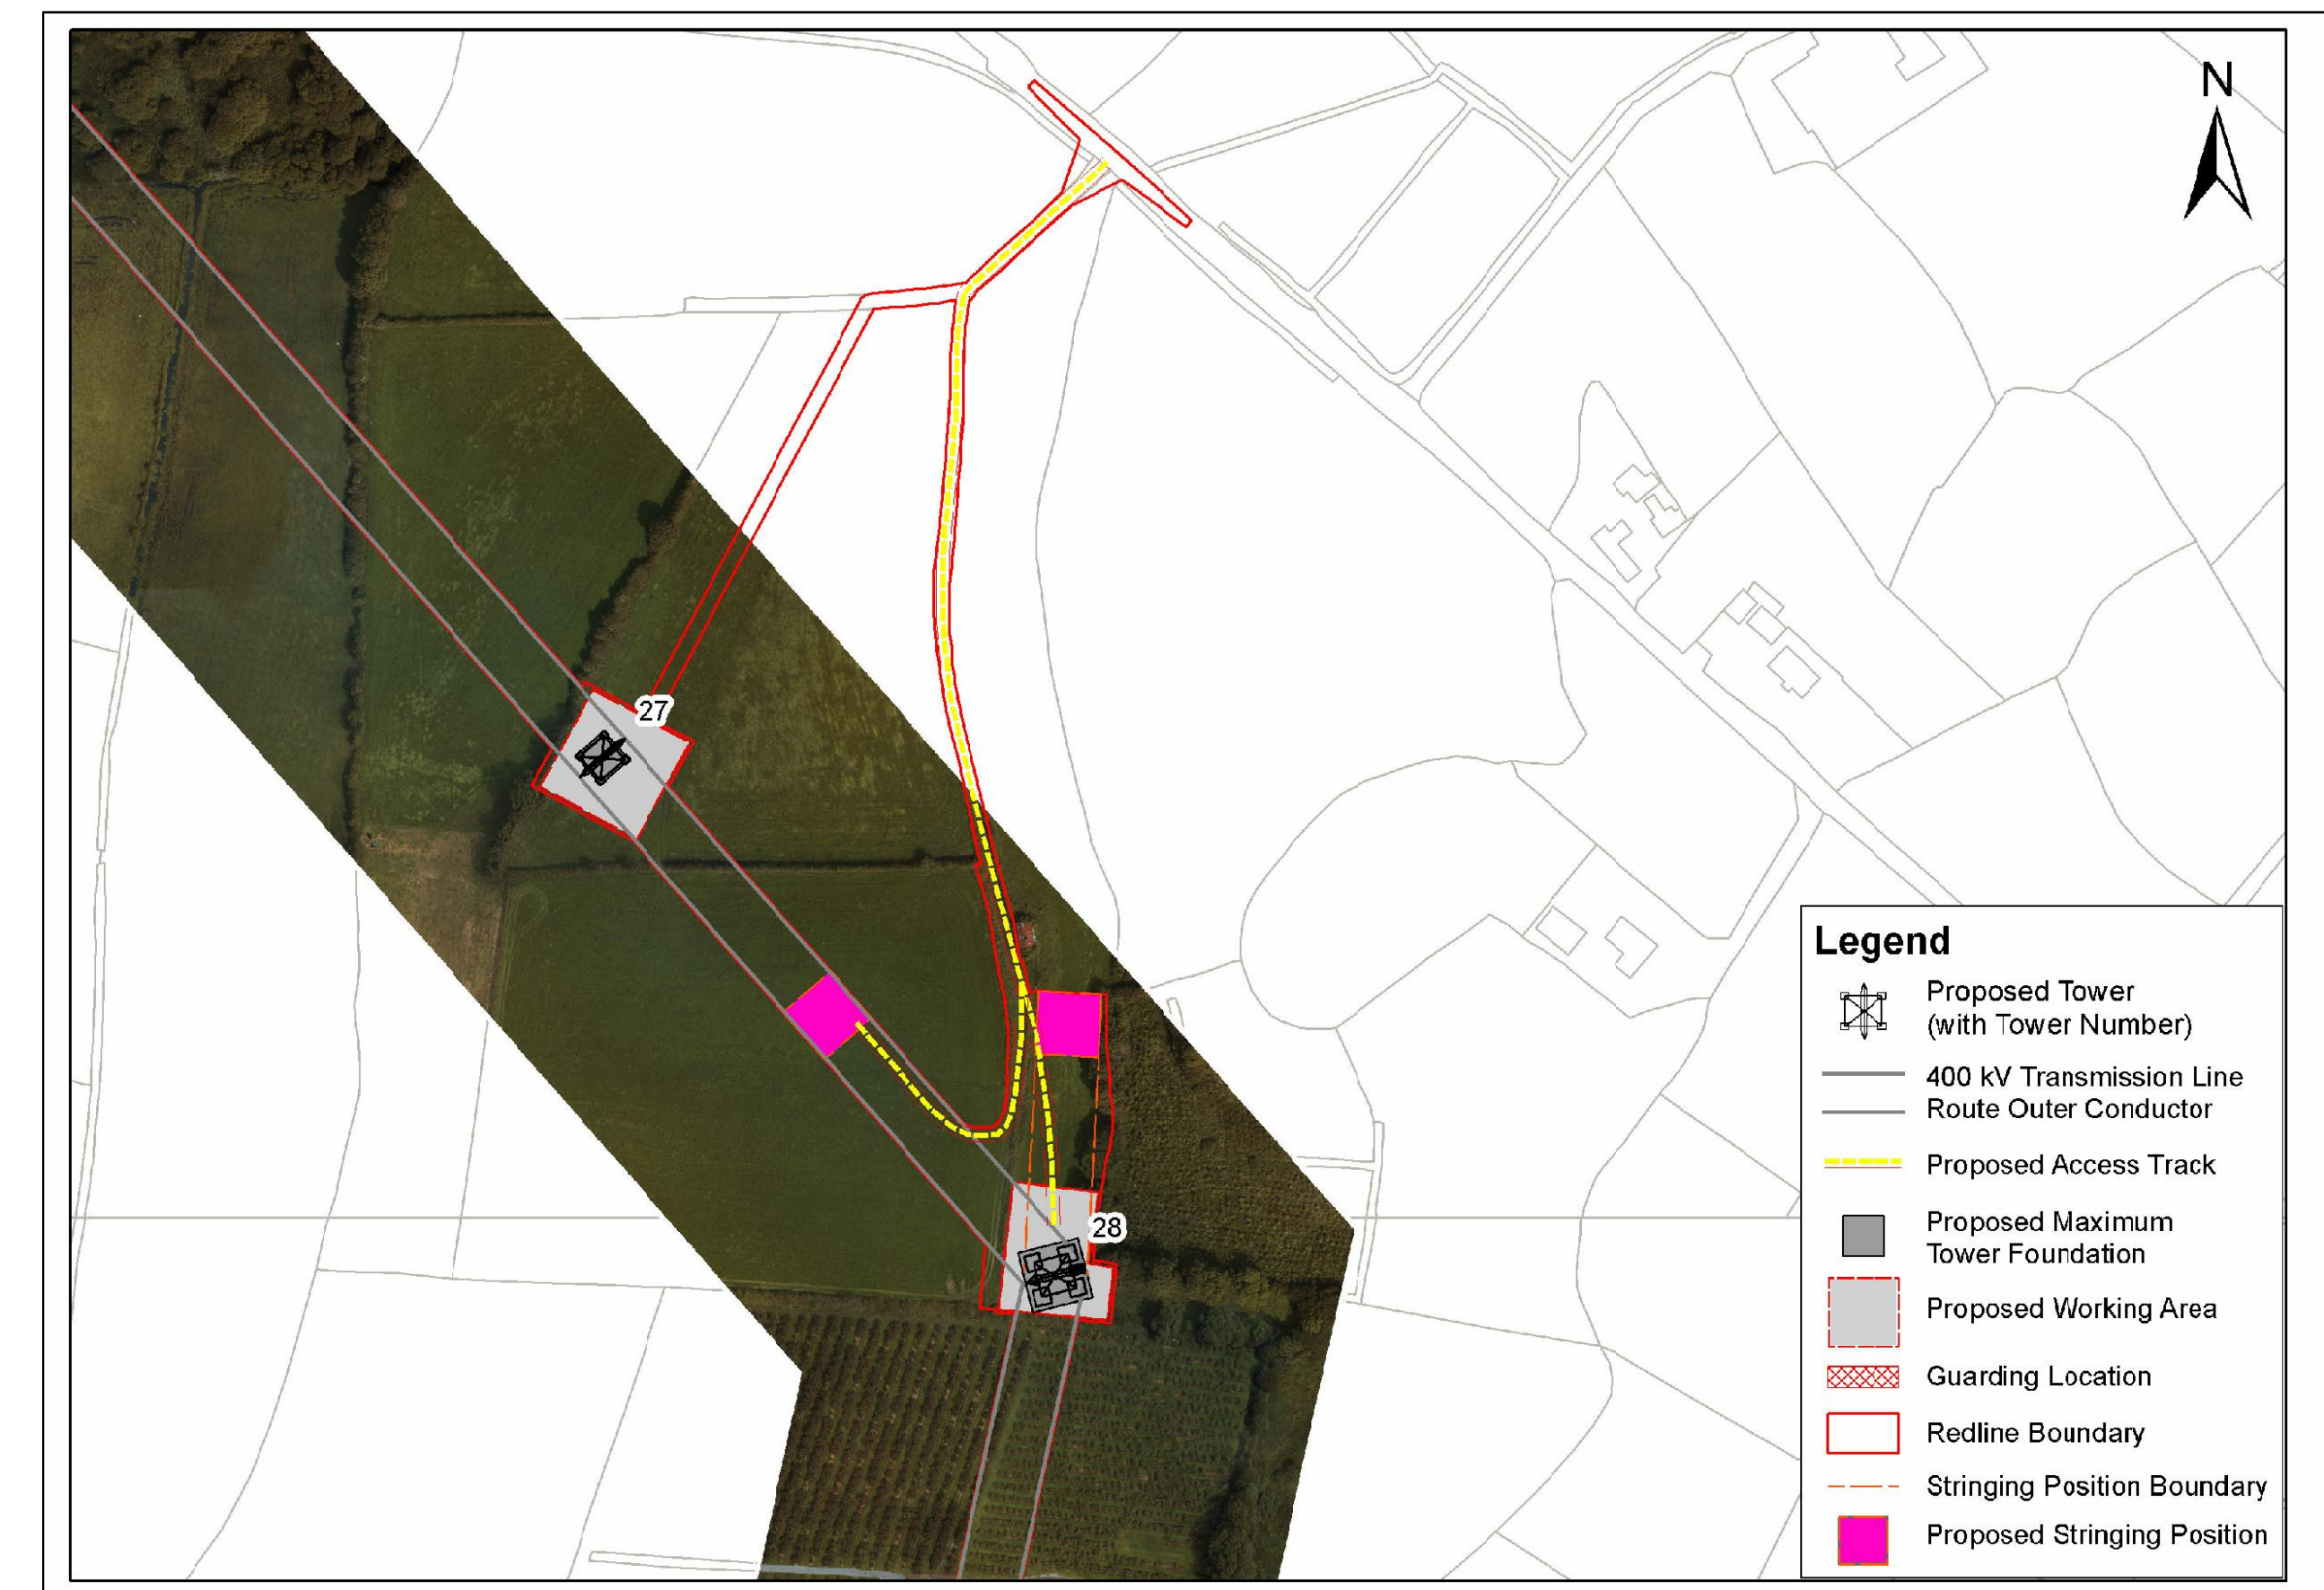 N
27
28
Legend
Proposed Tower
(with Tower Number)
400 kV Transmission Line
Route Outer Conductor
Proposed Access Track
Proposed Maximum
Tower Foundation
Proposed Working Area
Guarding Location
Redline Boundary
Stringing Position Boundary
Proposed Stringing Position